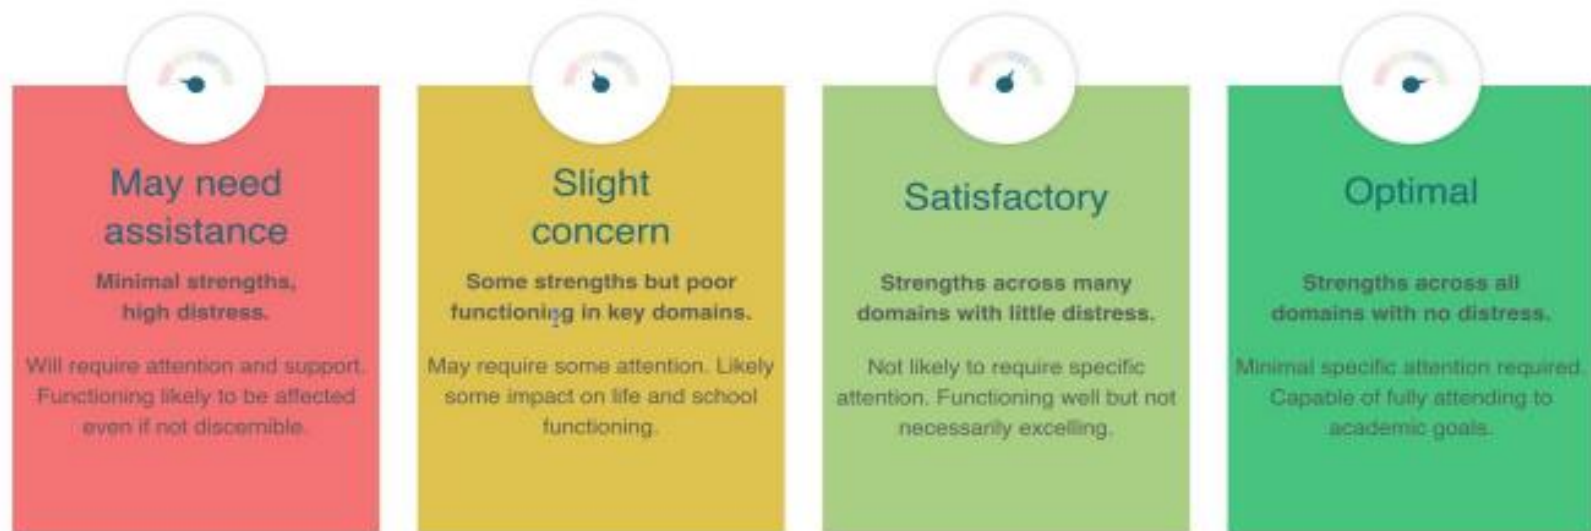 May need
assistance
Minimal strengths,
high distress.
Will require attention and support.
Functioning likely to be affected
even if not discernible.
Slight
concern
Some strengths but poor
functioning in key domains.
May require some attention. Likely
some impact on life and school
functioning.
Satisfactory
Strengths across many
domains with little distress.
Not likely to require specific
attention. Functioning well but not
necessarily excelling.
Optimal
Strengths across all
domains with no distress.
Minimal specific attention required.
Capable of fully attending to
academic goals.